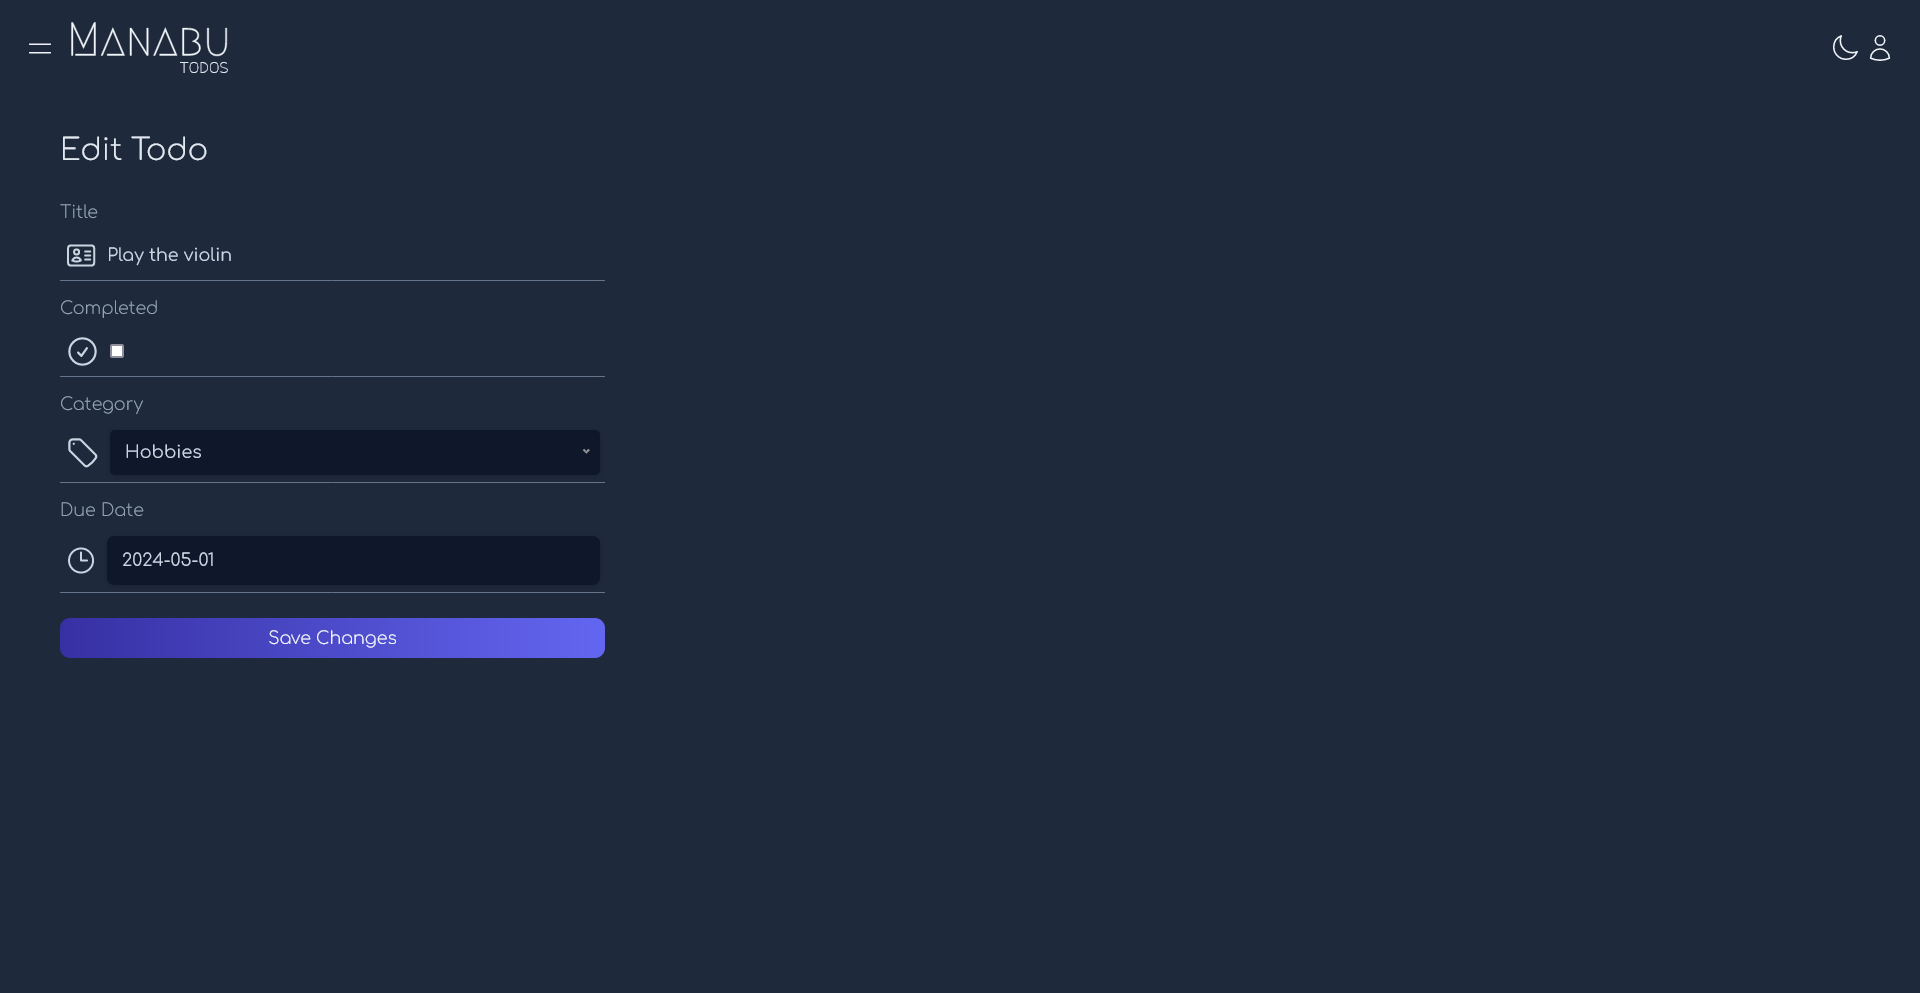 MANABU
TODOS
Edit Todo
Title
Play the violin
Completed
Category
Hobbies
Due Date
2024-05-01
Save Changes